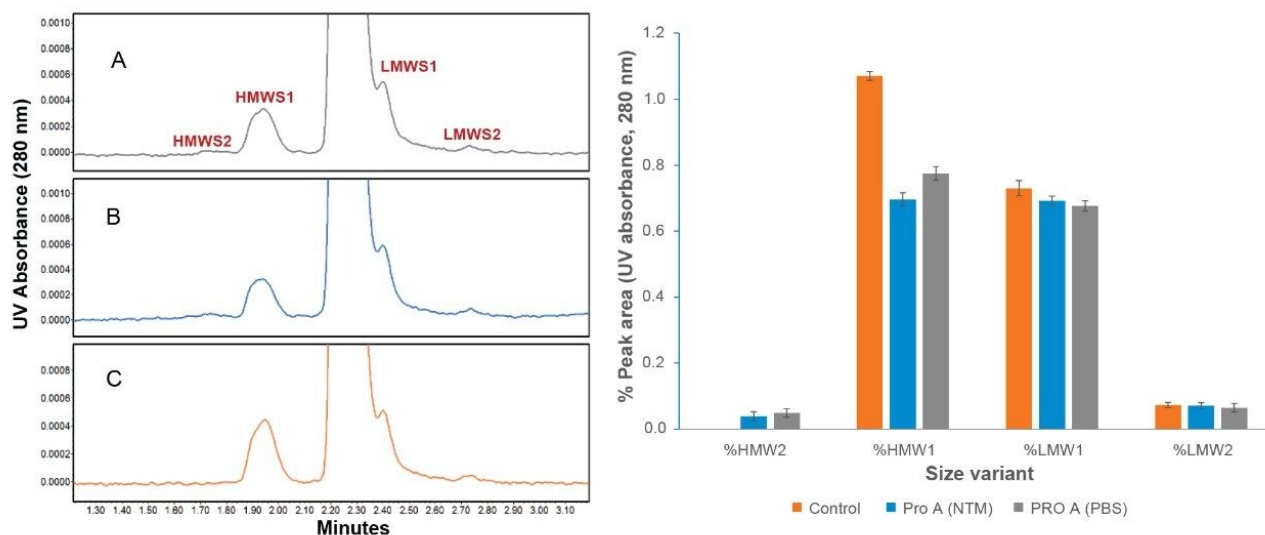 UV Absorbance (280 nm)
0.0010
0.0008
0.0006
0.0004
0.0002
0.0000
A
HMWS2
HMWS1
LMWS1
LMWS2
0.0010
0.0008
0.0006
0.0004
0.0002
0.0000
B
0.0008
0.0006
0.0004
0.0002
0.0000
C
1.30 1.40 1.50 1.60 1.70 1.80 1.90 2.00 2.10 2.20 2.30 2.40 2.50 2.60 2.70 2.80 2.90 3.00 3.10
Minutes
% Peak area (UV absorbance, 280 nm)
1.2
1.0
0.8
0.6
0.4
0.2
0.0
%HMW2 %HMW1 %LMW1 %LMW2
Size variant
Control Pro A (NTM) PRO A (PBS)